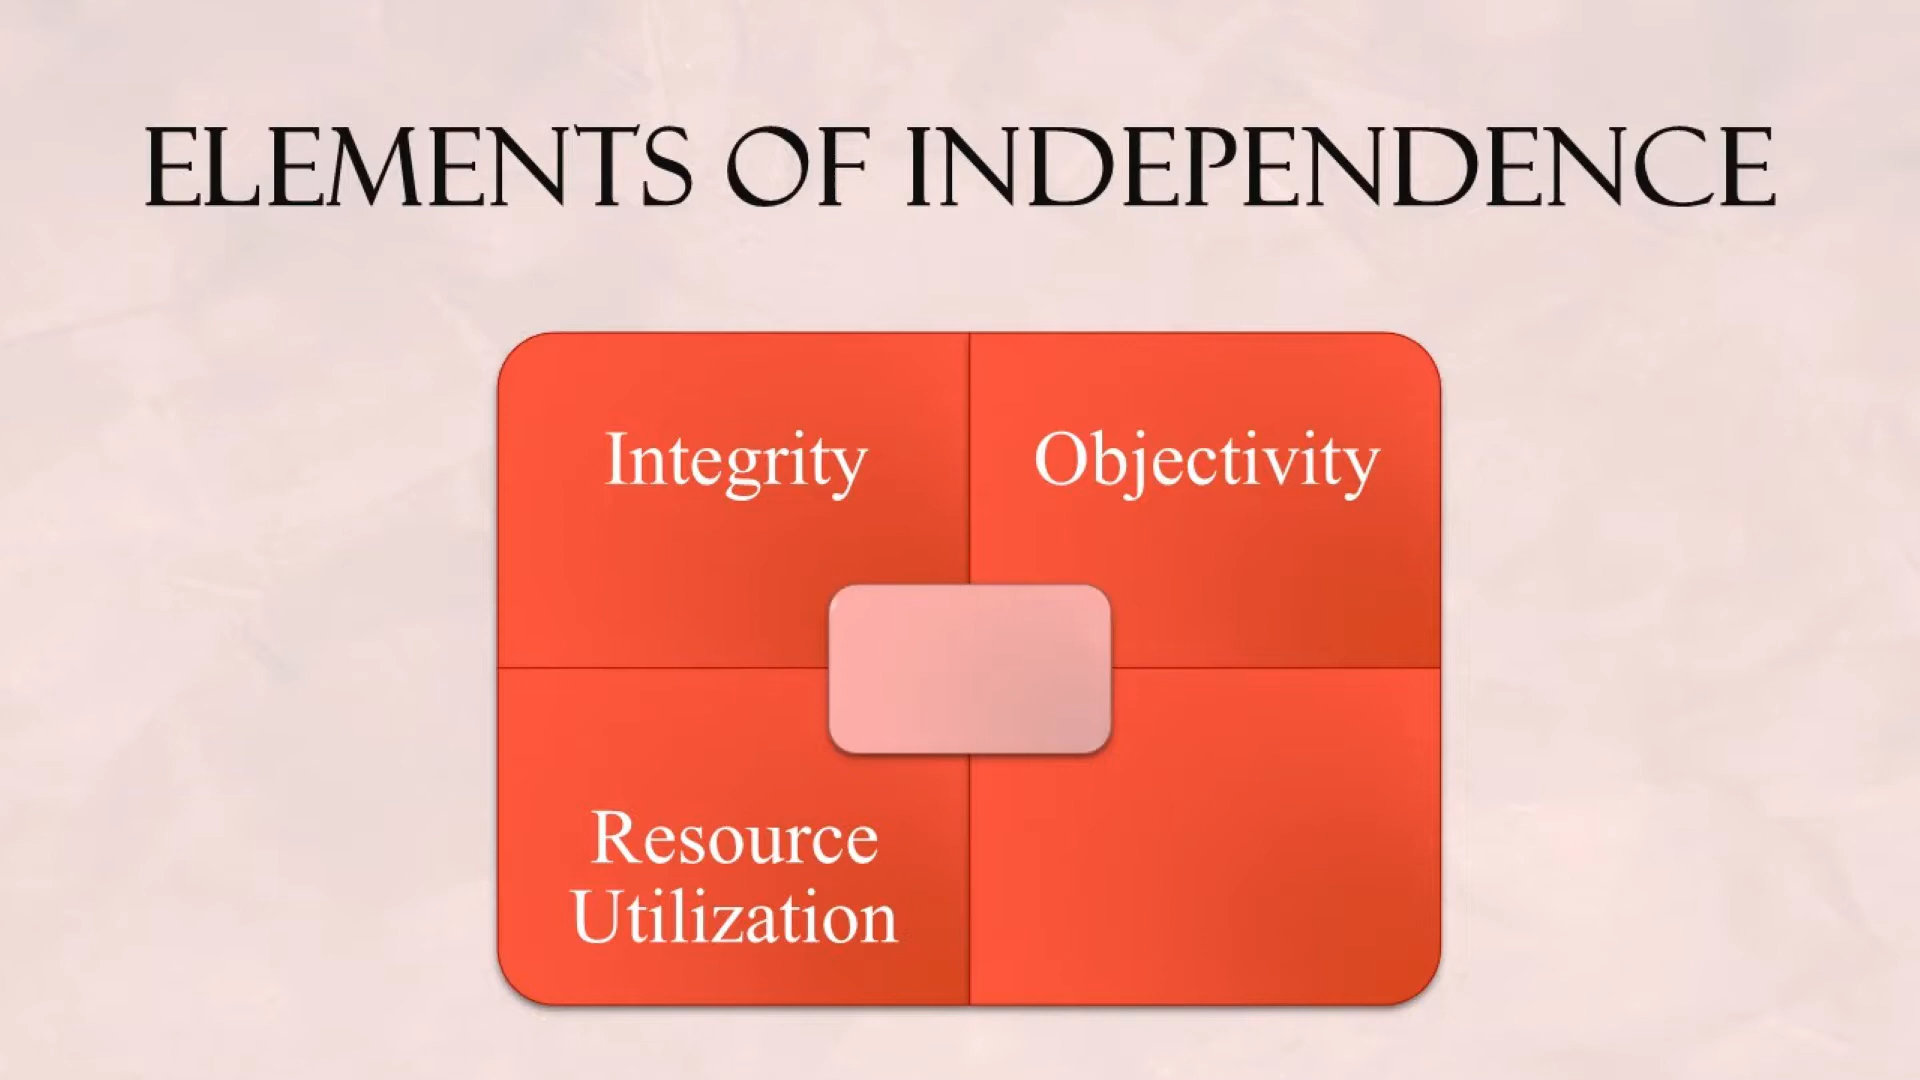 ELEMENTS OF INDEPENDENCE
Integrity
Objectivity
Resource
Utilization